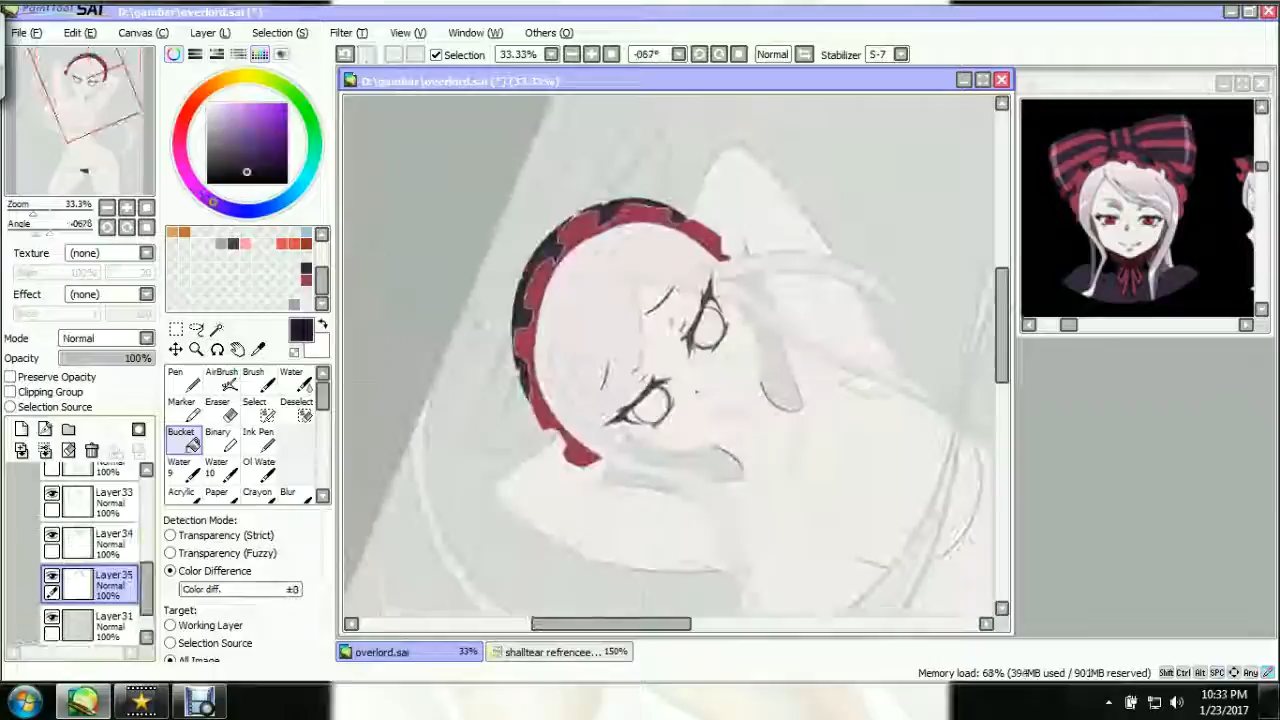 PaintTool SAI D:\gambar\overlord.sai (*)
File (F) Edit (E) Canvas (C) Layer (L) Selection (S) Filter (T) View (V) Window (W) Others (O)
Selection 33.33% -067° Normal Stabilizer S-7
D:\gambar\overlord.sai (*) (33.33%)
Zoom 33.3%
Angle -067ß
Texture (none)
100% 20
Effect (none)
Mode Normal
Opacity 100%
Preserve Opacity
Clipping Group
Selection Source
Normal
100%
Layer33
Normal
100%
Layer34
Normal
100%
Layer35
Normal
100%
Layer31
Normal
100%
Pen AirBrush Brush Water
Marker Eraser Select Deselect
Bucket Binary Ink Pen
Water 9 Water 10 Oil Wate
Acrylic Paper Crayon Blur
Detection Mode:
Transparency (Strict)
Transparency (Fuzzy)
Color Difference
Color diff. ±8
Target:
Working Layer
Selection Source
All Image
overlord.sai 33% shalltear refrencee... 150%
Memory load: 68% (394MB used / 901MB reserved) Shift Ctrl Alt SPC Any
10:33 PM
1/23/2017